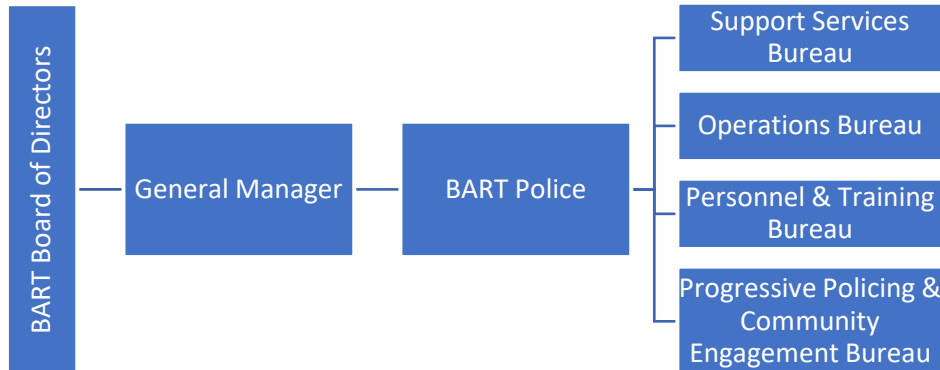 BART Board of Directors
General Manager
BART Police
Support Services
Bureau
Operations Bureau
Personnel & Training
Bureau
Progressive Policing &
Community
Engagement Bureau